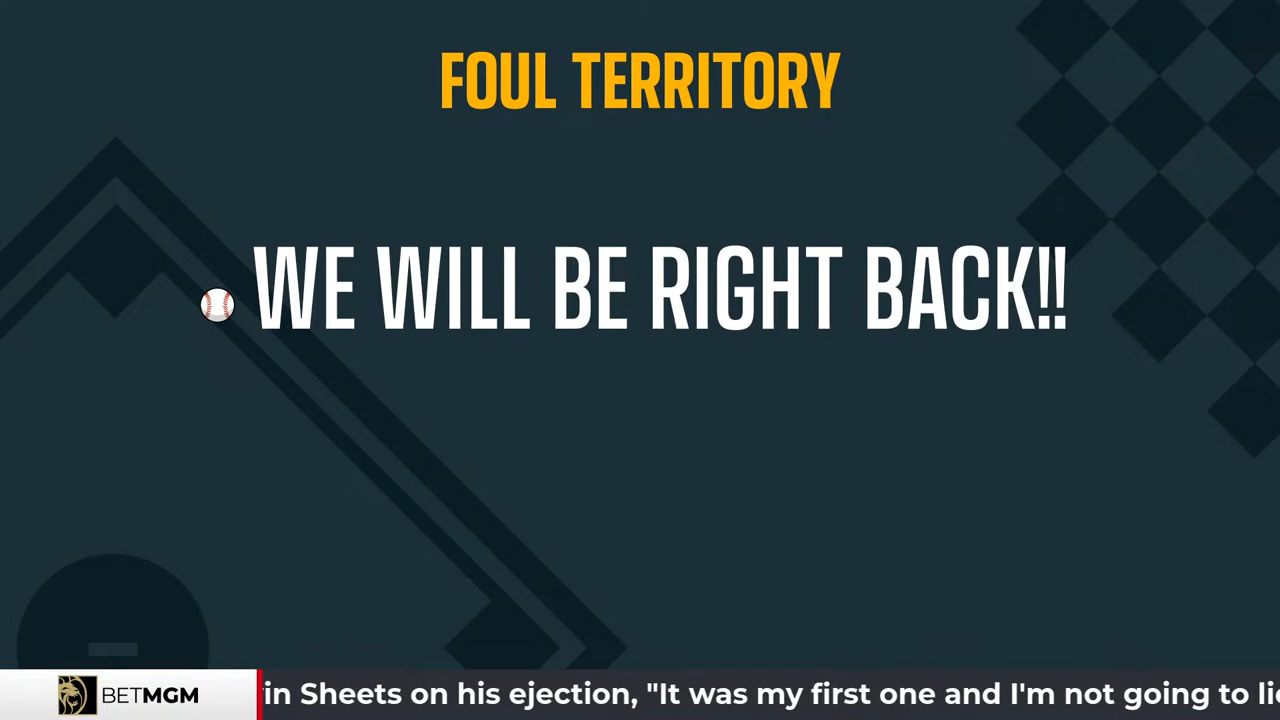 FOUL TERRITORY
WE WILL BE RIGHT BACK!!
BETMGM
in Sheets on his ejection, "It was my first one and I'm not going to